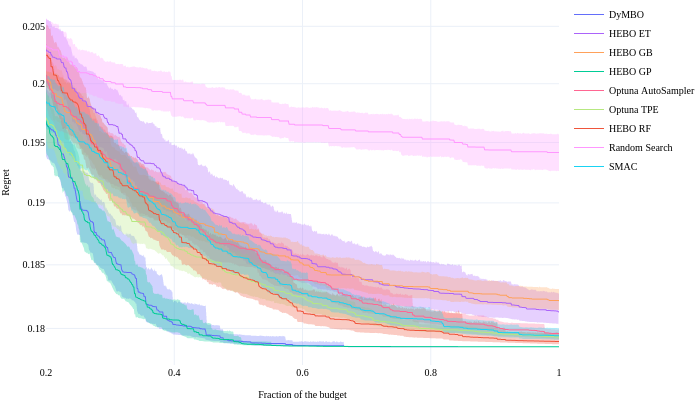 0.205
0.2
0.195
0.19
0.185
0.18
Regret
0.2
0.4
0.6
0.8
1
Fraction of the budget
DyMBO
HEBO ET
HEBO GB
HEBO GP
Optuna AutoSampler
Optuna TPE
HEBO RF
Random Search
SMAC